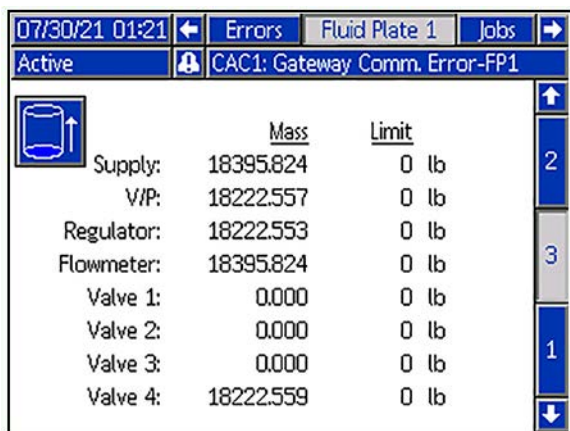 07/30/21 01:21 Errors Fluid Plate 1 Jobs
Active CAC1: Gateway Comm. Error-FP1
Mass Limit
Supply: 18395.824 0 lb
V/P: 18222.557 0 lb
Regulator: 18222.553 0 lb
Flowmeter: 18395.824 0 lb
Valve 1: 0.000 0 lb
Valve 2: 0.000 0 lb
Valve 3: 0.000 0 lb
Valve 4: 18222.559 0 lb
2
3
1